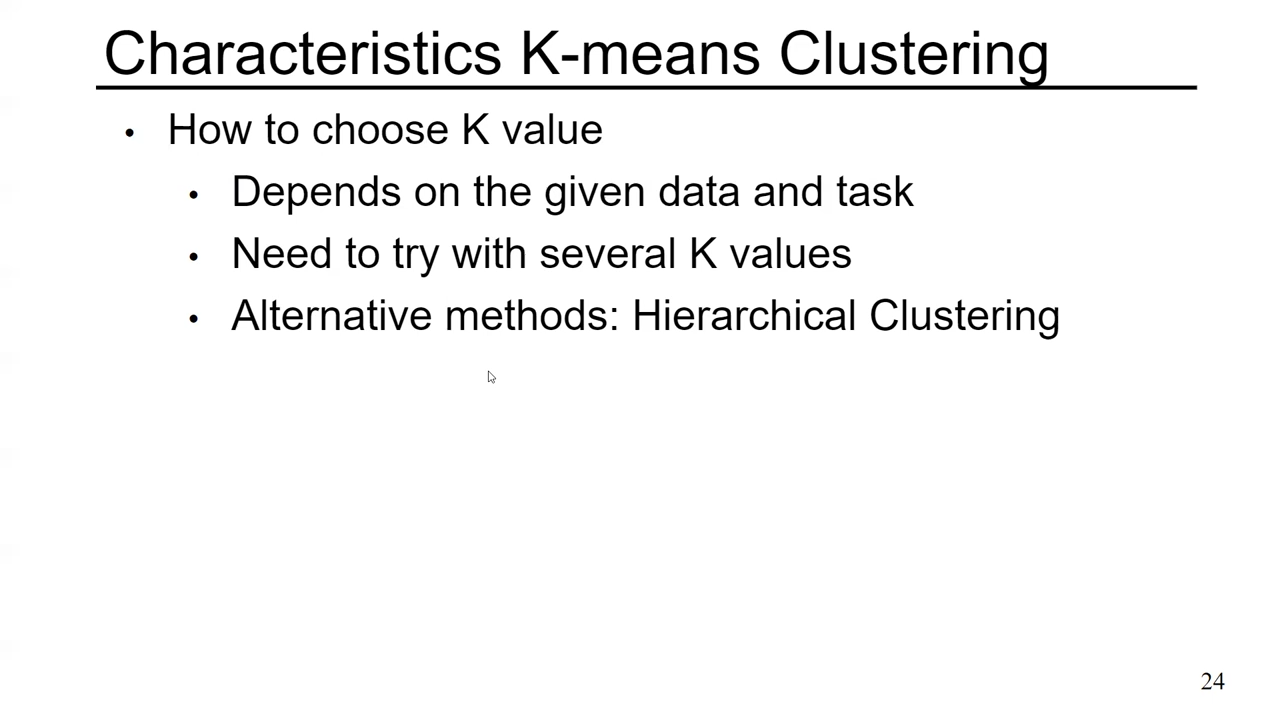 Characteristics K-means Clustering
• How to choose K value
• Depends on the given data and task
• Need to try with several K values
• Alternative methods: Hierarchical Clustering
24